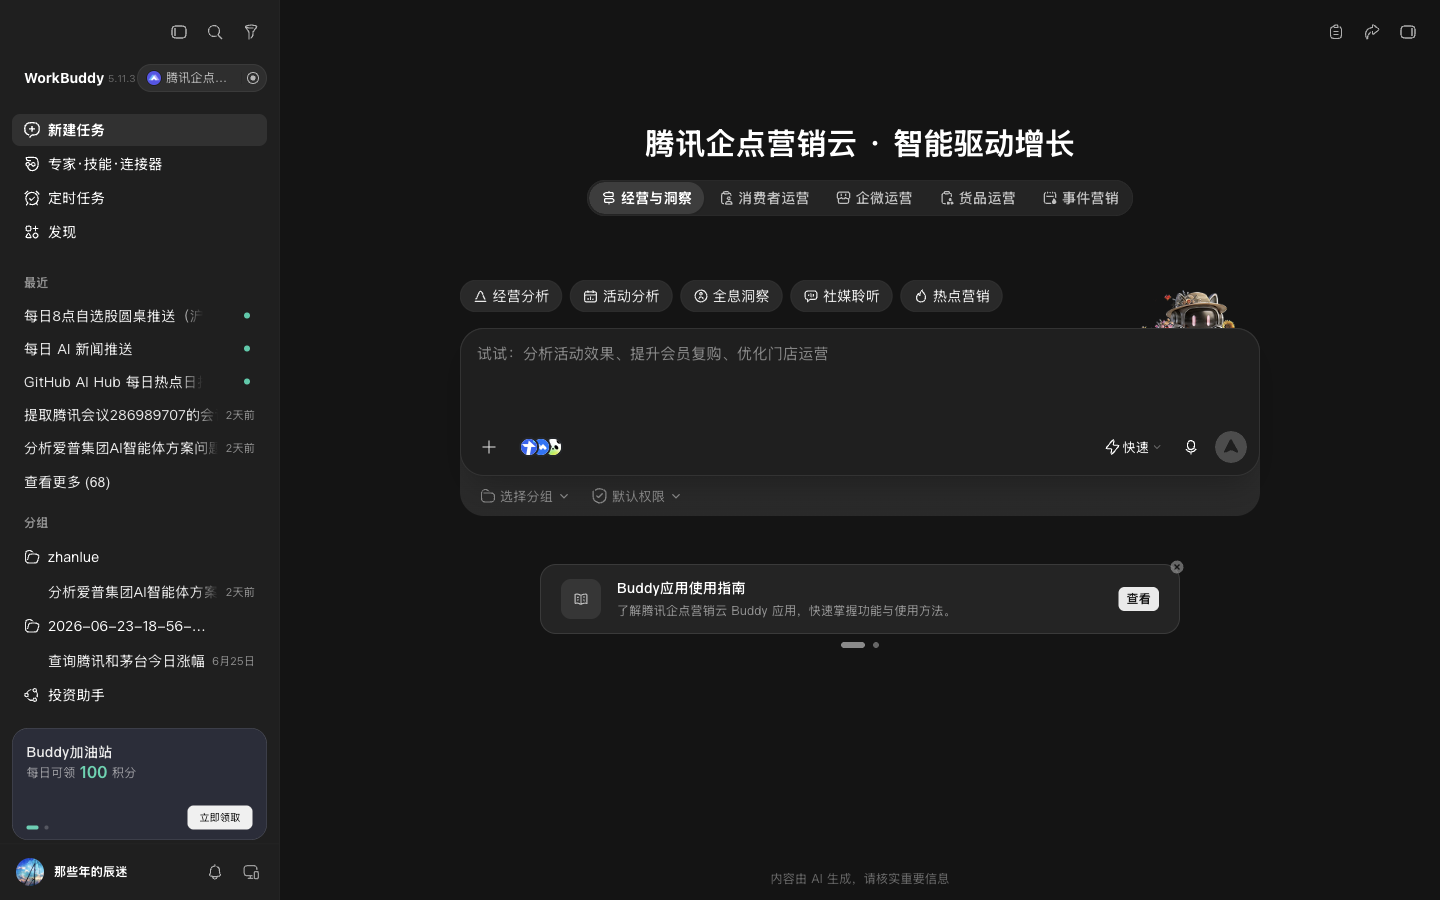 WorkBuddy 5.11.3 腾讯企点...
新建任务
专家·技能·连接器
定时任务
发现
最近
每日8点自选股圆桌推送（沪
每日 AI 新闻推送
GitHub AI Hub 每日热点日
提取腾讯会议286989707的会 2天前
分析爱普集团AI智能体方案问 2天前
查看更多 (68)
分组
zhanlue
分析爱普集团AI智能体方案 2天前
2026-06-23-18-56-...
查询腾讯和茅台今日涨幅 6月25日
投资助手
Buddy加油站
每日可领 100 积分
立即领取
那些年的辰迷
腾讯企点营销云 · 智能驱动增长
经营与洞察 消费者运营 企微运营 货品运营 事件营销
经营分析 活动分析 全息洞察 社媒聆听 热点营销
试试：分析活动效果、提升会员复购、优化门店运营
快速
选择分组 默认权限
Buddy应用使用指南
了解腾讯企点营销云 Buddy 应用，快速掌握功能与使用方法。
查看
内容由 AI 生成，请核实重要信息